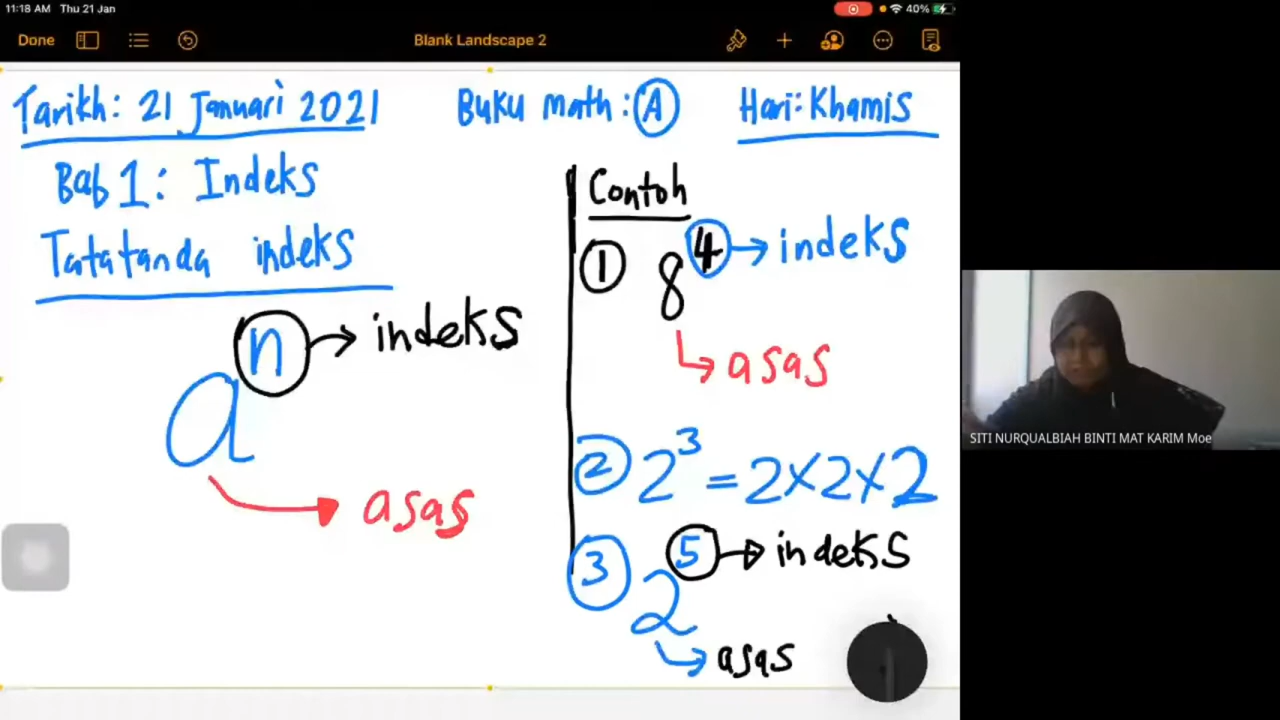 11:18 AM Thu 21 Jan
40%
Done
Blank Landscape 2
Tarikh: 21 Januari 2021
Buku math: A
Hari: Khamis
Bab 1: Indeks
Tatatanda indeks
n → indeks
a
→ asas
Contoh
1 8⁴ → indeks
→ asas
2 2³ = 2×2×2
3 2⁵ → indeks
→ asas
SITI NURQUALBIAH BINTI MAT KARIM Moe